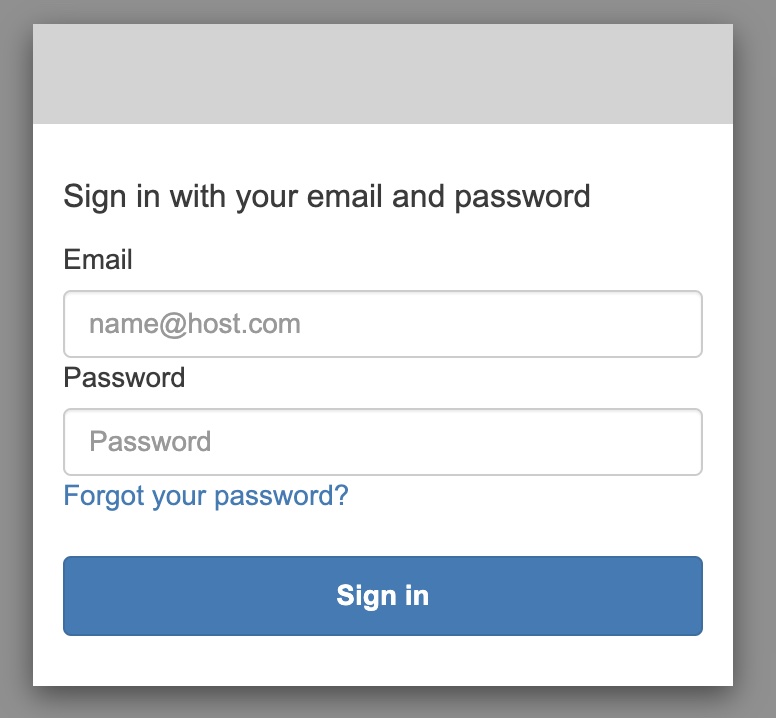 Sign in with your email and password
Email
name@host.com
Password
Password
Forgot your password?
Sign in